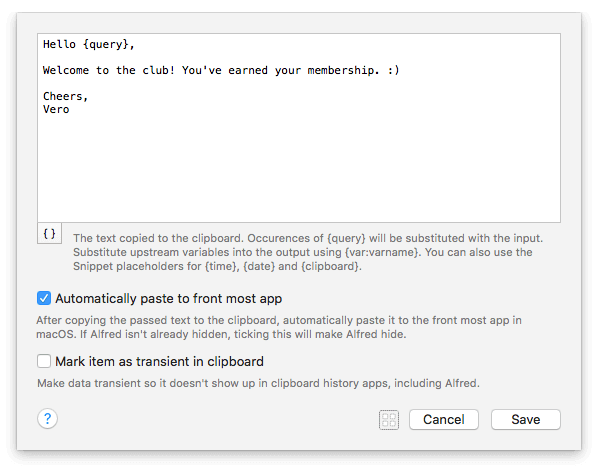 Hello {query},
Welcome to the club! You've earned your membership. :)
Cheers,
Vero
{}
The text copied to the clipboard. Occurences of {query} will be substituted with the input.
Substitute upstream variables into the output using {var:varname}. You can also use the
Snippet placeholders for {time}, {date} and {clipboard}.
Automatically paste to front most app
After copying the passed text to the clipboard, automatically paste it to the front most app in
macOS. If Alfred isn't already hidden, ticking this will make Alfred hide.
Mark item as transient in clipboard
Make data transient so it doesn't show up in clipboard history apps, including Alfred.
?
Cancel
Save